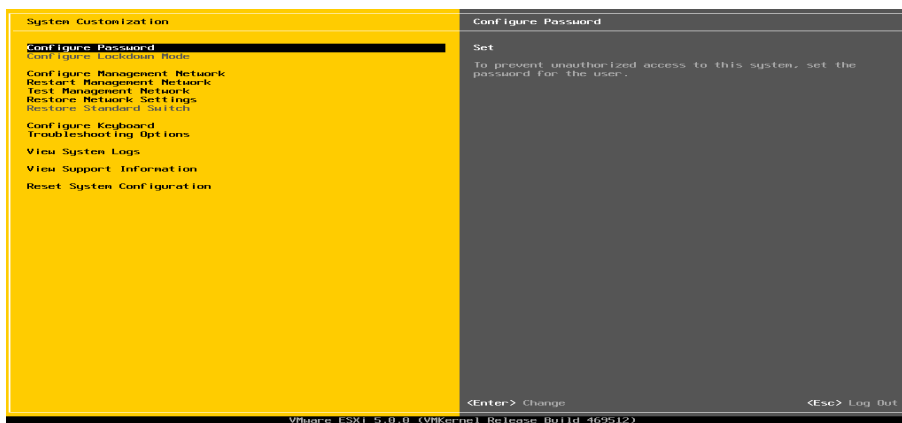 System Customization
Configure Password
Configure Lockdown Mode
Configure Management Network
Restart Management Network
Test Management Network
Restore Network Settings
Restore Standard Switch
Configure Keyboard
Troubleshooting Options
View System Logs
View Support Information
Reset System Configuration
Configure Password
Set
To prevent unauthorized access to this system, set the
password for the user.
<Enter> Change
<Esc> Log Out
VMware ESXi 5.0.0 (VMKernel Release Build 469512)